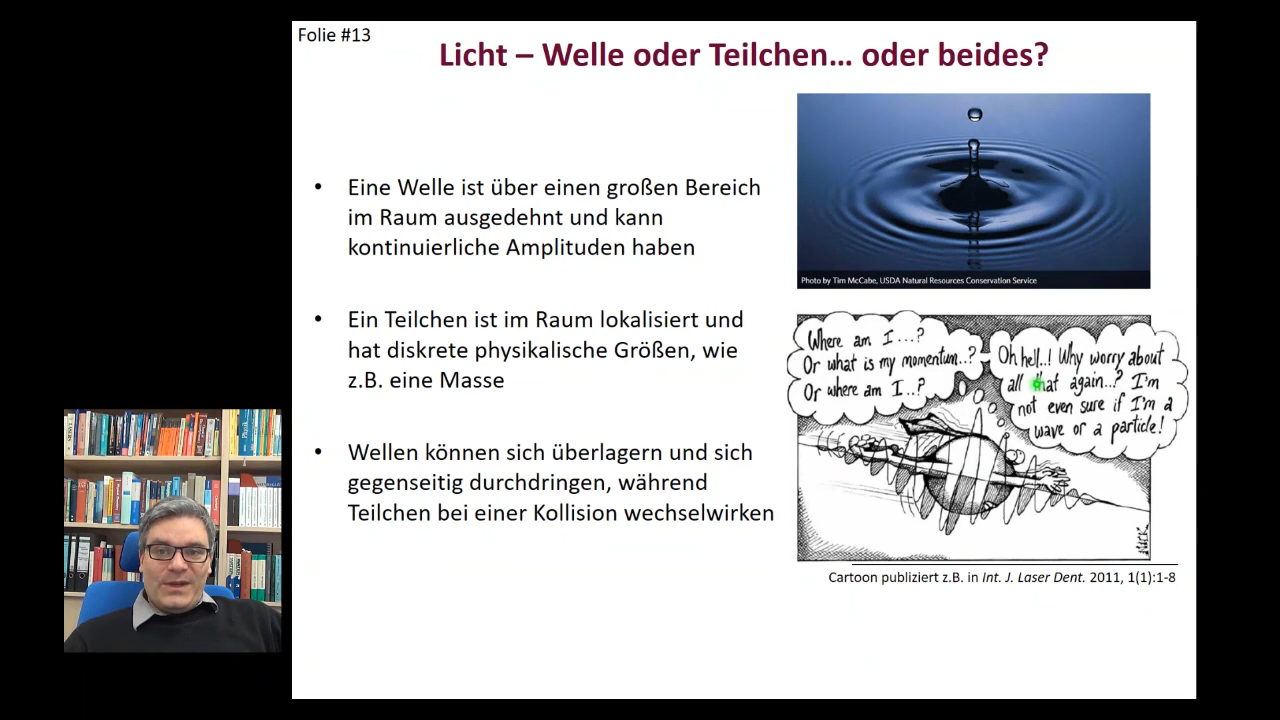 Folie #13
Licht – Welle oder Teilchen… oder beides?
• Eine Welle ist über einen großen Bereich
im Raum ausgedehnt und kann
kontinuierliche Amplituden haben
• Ein Teilchen ist im Raum lokalisiert und
hat diskrete physikalische Größen, wie
z.B. eine Masse
• Wellen können sich überlagern und sich
gegenseitig durchdringen, während
Teilchen bei einer Kollision wechselwirken
Photo by Tim McCabe, USDA Natural Resources Conservation Service
Where am I...?
Or what is my momentum..?
Or where am I..?
Oh hell..! Why worry about
all that again..? I'm
not even sure if I'm a
wave or a particle!
Cartoon publiziert z.B. in Int. J. Laser Dent. 2011, 1(1):1-8